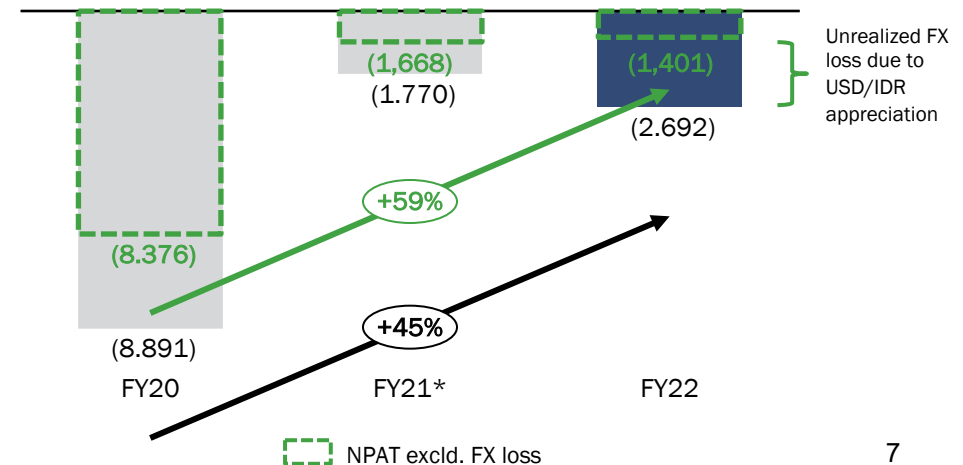 (1,668)
(1.770)
(1,401)
(2.692)
Unrealized FX
loss due to
USD/IDR
appreciation
+59%
(8.376)
(8.891)
+45%
FY20 FY21* FY22
NPAT excld. FX loss
7